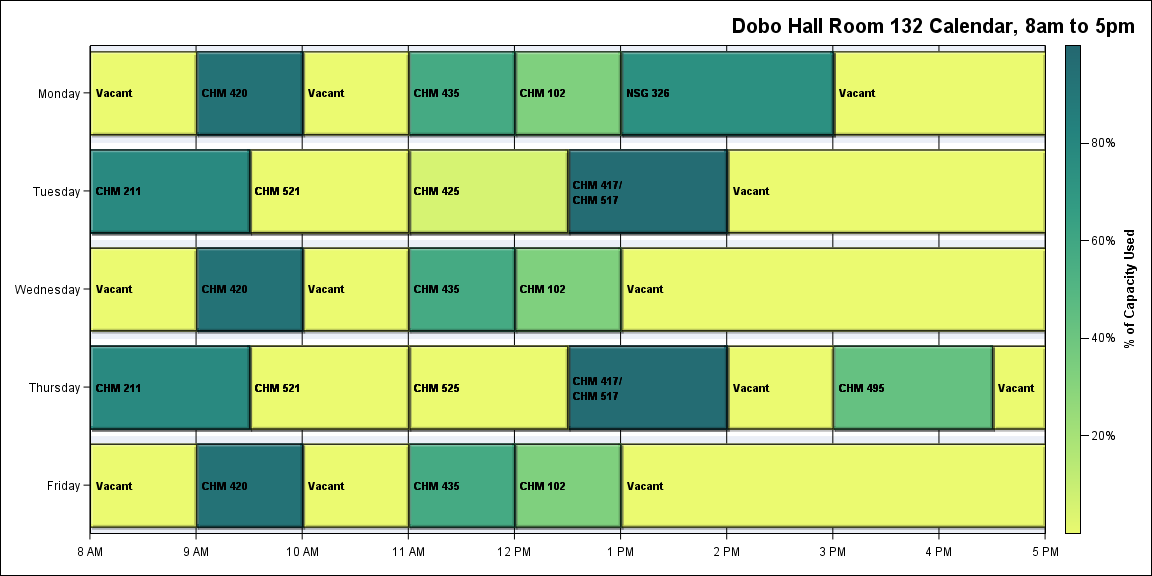 Dobo Hall Room 132 Calendar, 8am to 5pm
Monday
Vacant
CHM 420
Vacant
CHM 435
CHM 102
NSG 326
Vacant
Tuesday
CHM 211
CHM 521
CHM 425
CHM 417/
CHM 517
Vacant
Wednesday
Vacant
CHM 420
Vacant
CHM 435
CHM 102
Vacant
Thursday
CHM 211
CHM 521
CHM 525
CHM 417/
CHM 517
Vacant
CHM 495
Vacant
Friday
Vacant
CHM 420
Vacant
CHM 435
CHM 102
Vacant
8 AM
9 AM
10 AM
11 AM
12 PM
1 PM
2 PM
3 PM
4 PM
5 PM
80%
60%
40%
20%
% of Capacity Used